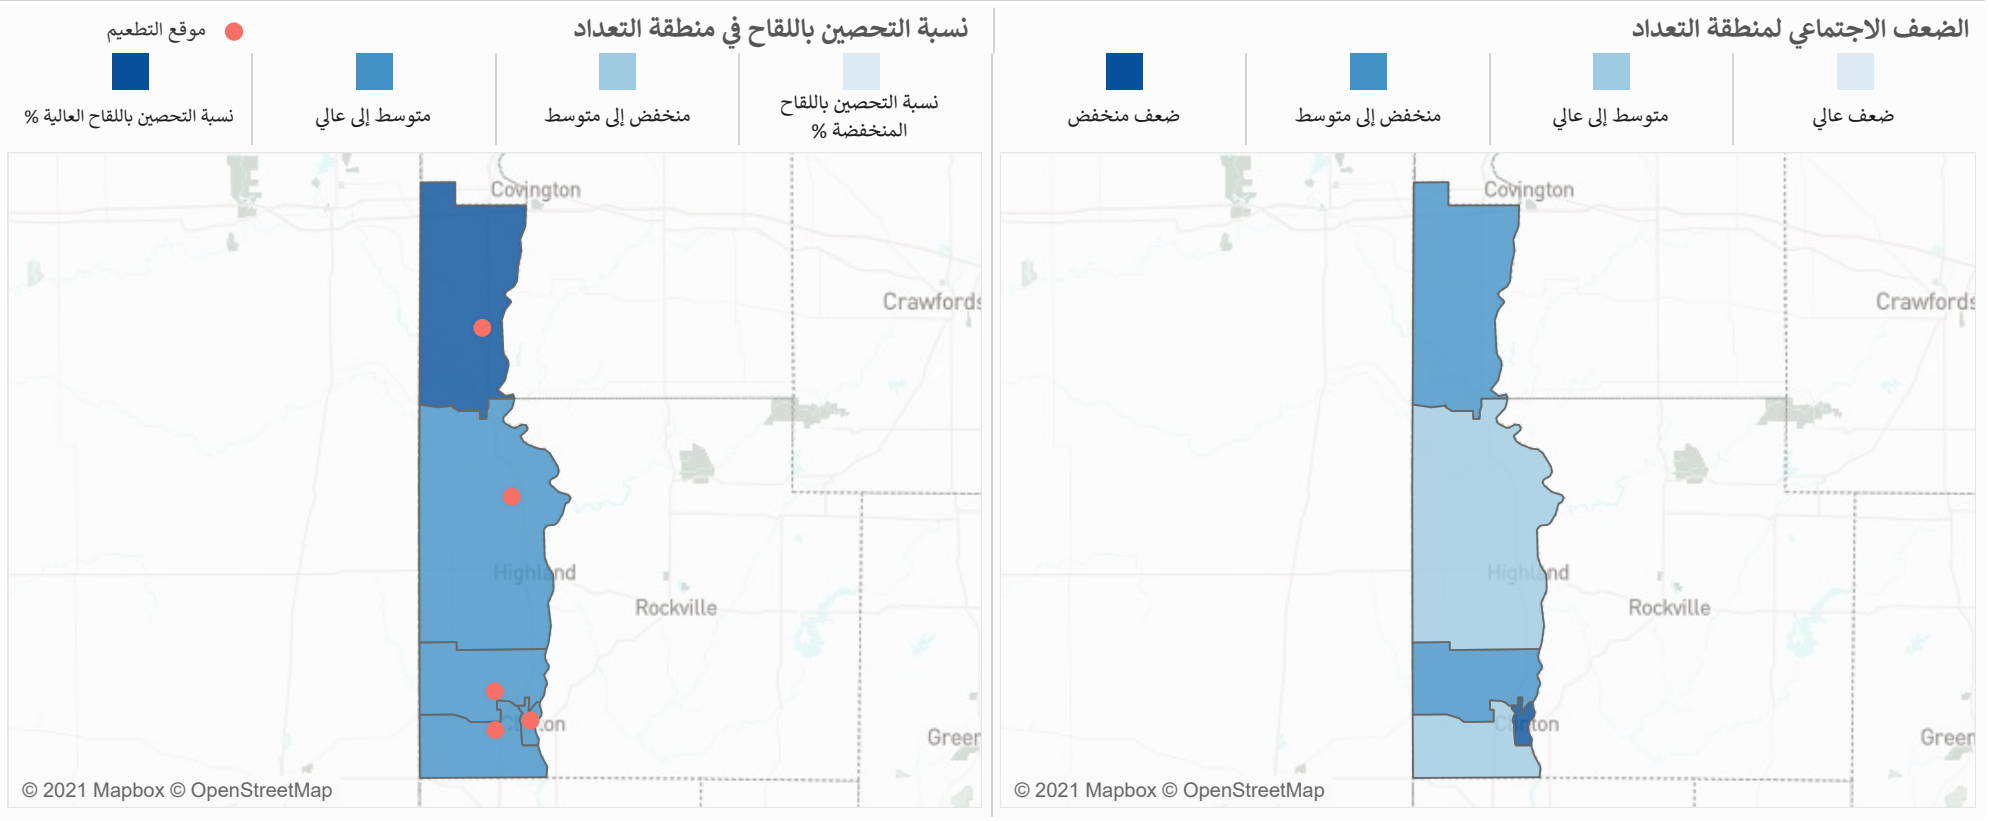 الضعف الاجتماعي لمنطقة التعداد
ضعف عالي
متوسط إلى عالي
منخفض إلى متوسط
ضعف منخفض
Covington
Crawfords
Highland
Rockville
Clinton
Green
© 2021 Mapbox © OpenStreetMap
نسبة التحصين باللقاح في منطقة التعداد
موقع التطعيم
نسبة التحصين باللقاح
المنخفضة %
منخفض إلى متوسط
متوسط إلى عالي
نسبة التحصين باللقاح العالية %
Covington
Crawfords
Highland
Rockville
Green
© 2021 Mapbox © OpenStreetMap